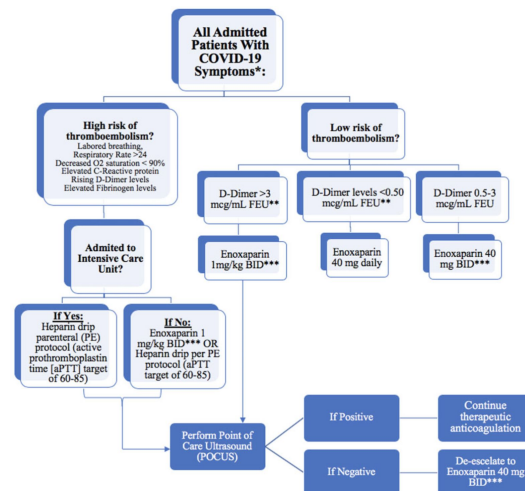 All Admitted
Patients With
COVID-19
Symptoms*:
High risk of
thromboembolism?
Labored breathing,
Respiratory Rate >24
Decreased O2 saturation < 90%
Elevated C-Reactive protein
Rising D-Dimer levels
Elevated Fibrinogen levels
Low risk of
thromboembolism?
D-Dimer >3
mcg/mL FEU**
D-Dimer levels <0.50
mcg/mL FEU**
D-Dimer 0.5-3
mcg/mL FEU
Enoxaparin
1mg/kg BID***
Enoxaparin
40 mg daily
Enoxaparin 40
mg BID***
Admited to
Intensive Care
Unit?
If Yes:
Heparin drip
parenteral (PE)
protocol (active
prothromboplastin
time [aPTT] target
of 60-85)
If No:
Enoxaparin 1
mg/kg BID*** OR
Heparin drip per PE
protocol (aPTT
target of 60-85)
Perform Point of
Care Ultrasound
(POCUS)
If Positive
Continue
therapeutic
anticoagulation
If Negative
De-escelate to
Enoxaparin 40 mg
BID***